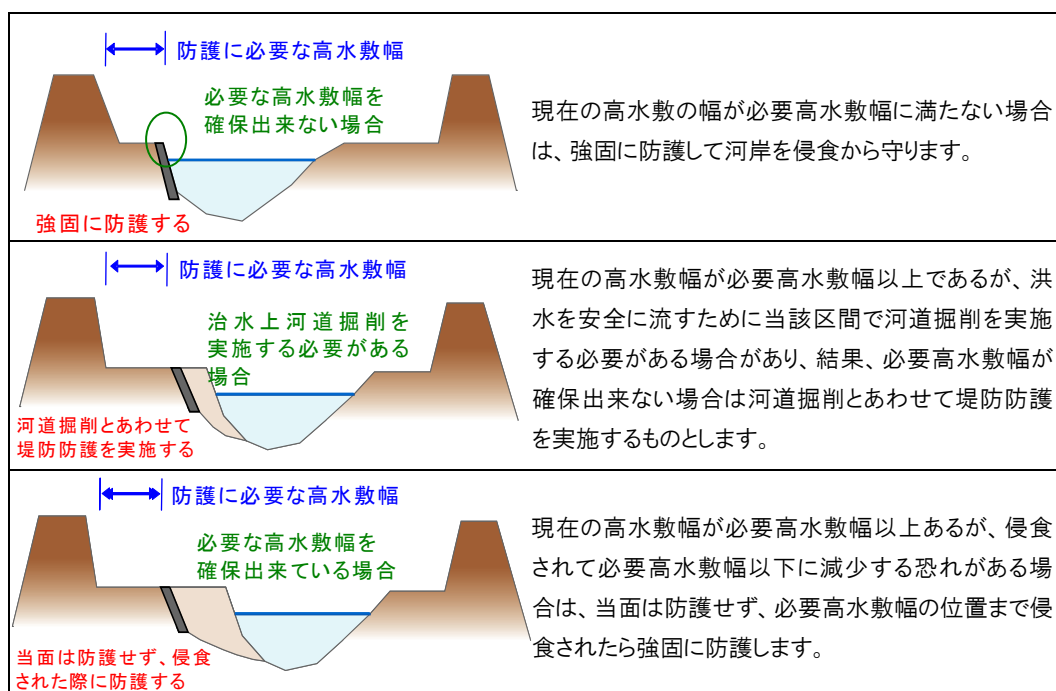 防護に必要な高水敷幅
必要な高水敷幅を
確保出来ない場合
強固に防護する
現在の高水敷の幅が必要高水敷幅に満たない場合
は、強固に防護して河岸を侵食から守ります。
防護に必要な高水敷幅
治水上河道掘削を
実施する必要がある
場合
河道掘削とあわせて
堤防防護を実施する
現在の高水敷幅が必要高水敷幅以上であるが、洪
水を安全に流すために当該区間で河道掘削を実施
する必要がある場合があり、結果、必要高水敷幅が
確保出来ない場合は河道掘削とあわせて堤防防護
を実施するものとします。
防護に必要な高水敷幅
必要な高水敷幅を
確保出来ている場合
当面は防護せず、侵食
された際に防護する
現在の高水敷幅が必要高水敷幅以上あるが、侵食
されて必要高水敷幅以下に減少する恐れがある場
合は、当面は防護せず、必要高水敷幅の位置まで侵
食されたら強固に防護します。